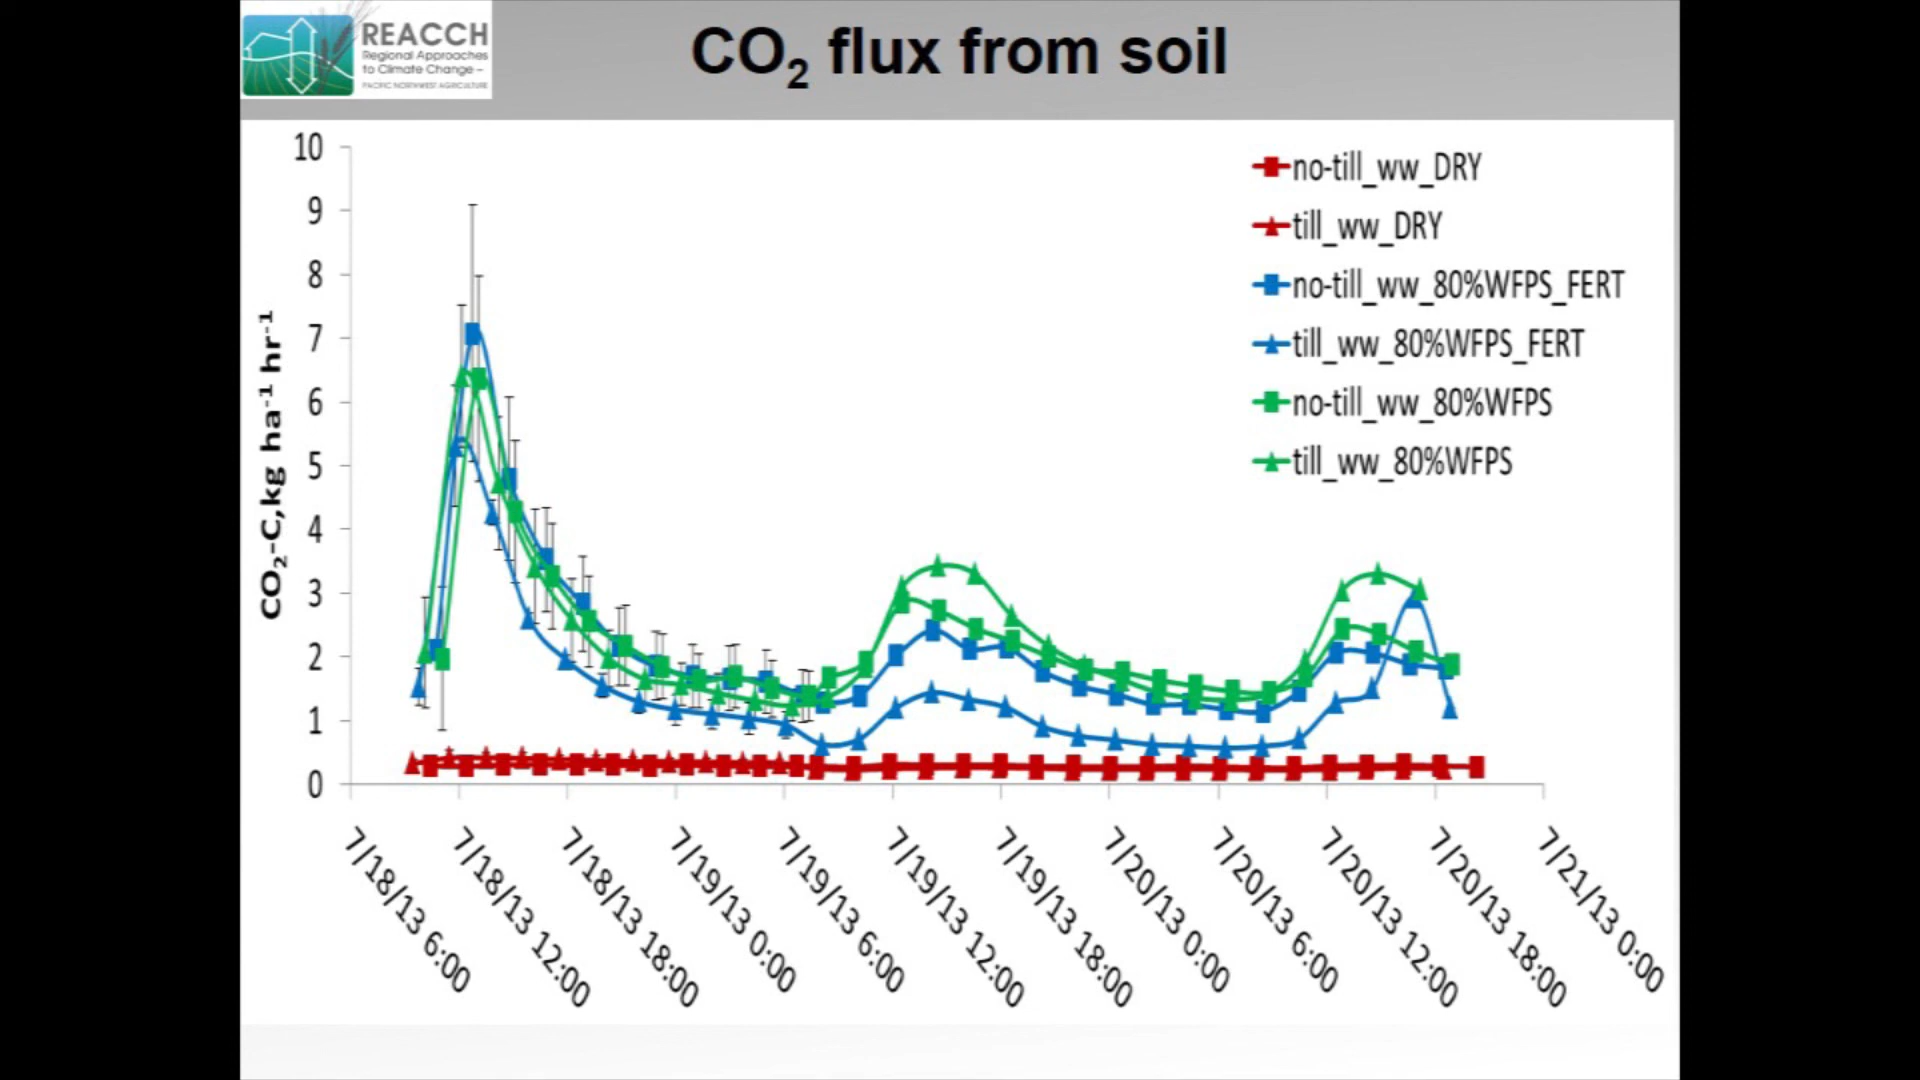 REACCH
Regional Approaches
to Climate Change –
PACIFIC NORTHWEST AGRICULTURE
CO₂ flux from soil
CO₂-C,kg ha⁻¹ hr⁻¹
10
9
8
7
6
5
4
3
2
1
0
no-till_ww_DRY
till_ww_DRY
no-till_ww_80%WFPS_FERT
till_ww_80%WFPS_FERT
no-till_ww_80%WFPS
till_ww_80%WFPS
7/18/13 6:00
7/18/13 12:00
7/18/13 18:00
7/19/13 0:00
7/19/13 6:00
7/19/13 12:00
7/19/13 18:00
7/20/13 0:00
7/20/13 6:00
7/20/13 12:00
7/20/13 18:00
7/21/13 0:00